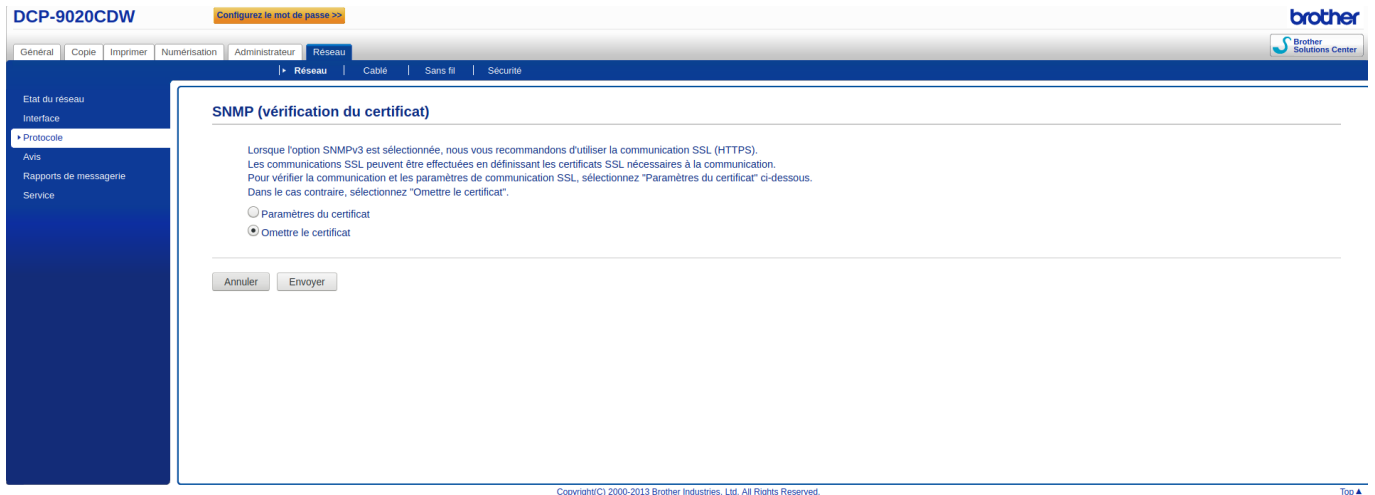 DCP-9020CDW
Configurez le mot de passe >>
brother
Général Copie Imprimer Numérisation Administrateur Réseau
Brother
Solutions Center
Réseau Cablé Sans fil Sécurité
Etat du réseau
Interface
Protocole
Avis
Rapports de messagerie
Service
SNMP (vérification du certificat)
Lorsque l'option SNMPv3 est sélectionnée, nous vous recommandons d'utiliser la communication SSL (HTTPS).
Les communications SSL peuvent être effectuées en définissant les certificats SSL nécessaires à la communication.
Pour vérifier la communication et les paramètres de communication SSL, sélectionnez "Paramètres du certificat" ci-dessous.
Dans le cas contraire, sélectionnez "Omettre le certificat".
Paramètres du certificat
Omettre le certificat
Annuler Envoyer
Copyright(C) 2000-2013 Brother Industries, Ltd. All Rights Reserved.
Top▲